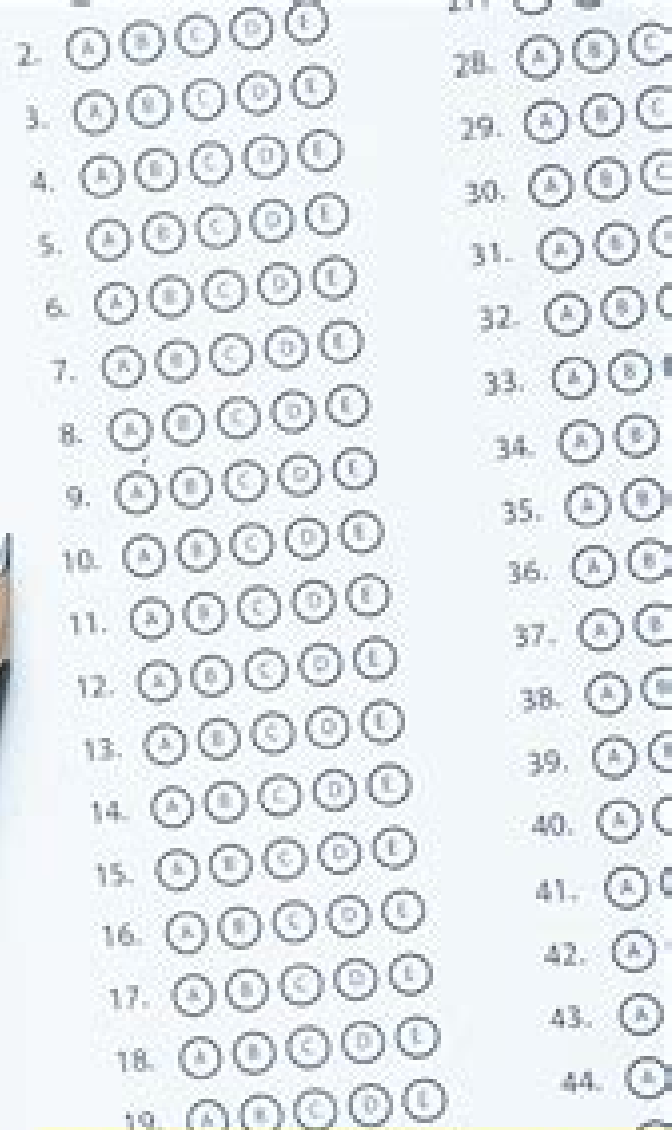 2. A B C D E
3. A B C D E
4. A B C D E
5. A B C D E
6. A B C D E
7. A B C D E
8. A B C D E
9. A B C D E
10. A B C D E
11. A B C D E
12. A B C D E
13. A B C D E
14. A B C D E
15. A B C D E
16. A B C D E
17. A B C D E
18. A B C D E
19. A B C D E
28. A B C
29. A B C
30. A B C
31. A B
32. A B
33. A B
34. A B
35. A B
36. A B
37. A B
38. A B
39. A
40. A
41. A
42. A
43. A
44. A